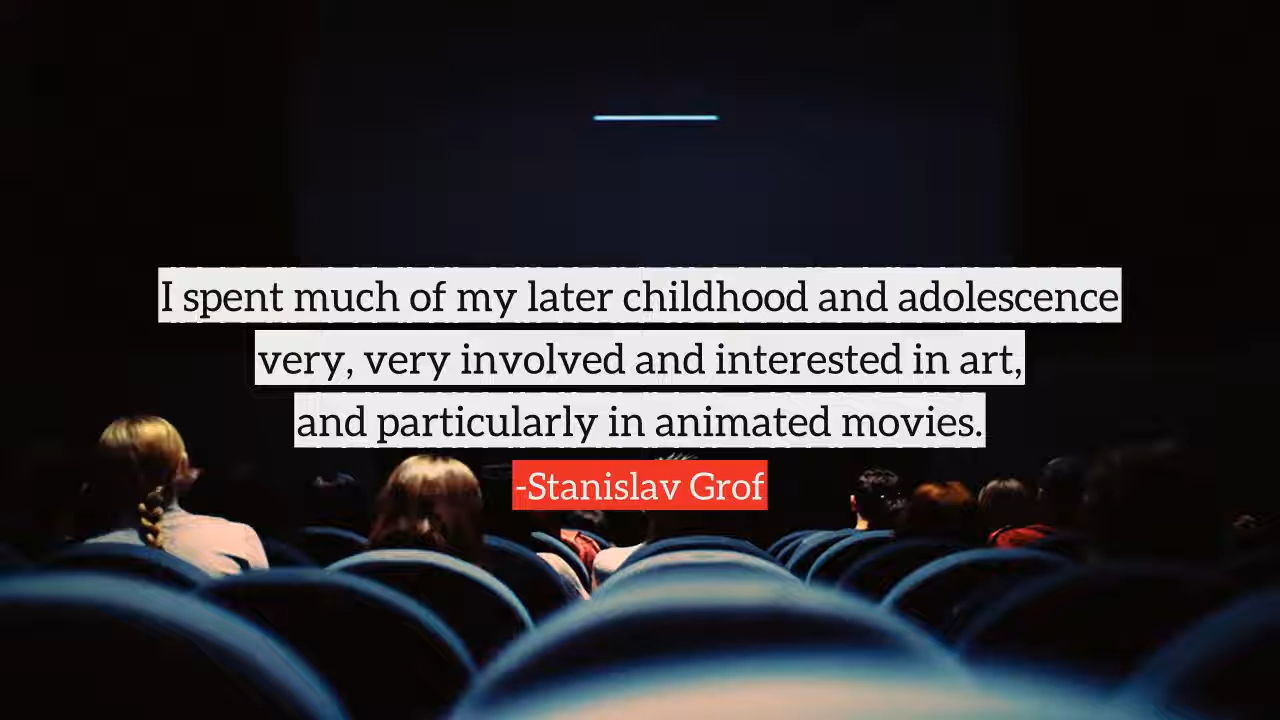 I spent much of my later childhood and adolescence
very, very involved and interested in art,
and particularly in animated movies.
-Stanislav Grof